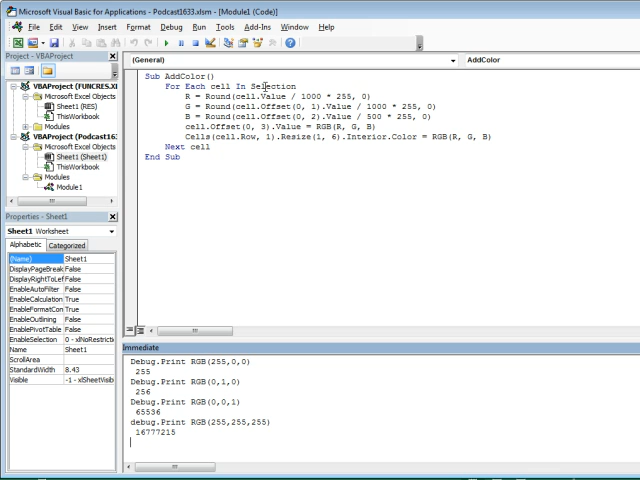 Microsoft Visual Basic for Applications - Podcast1633.xlsm - [Module1 (Code)]
File Edit View Insert Format Debug Run Tools Add-Ins Window Help
Project - VBAProject
VBAProject (FUNCRES.XL
Microsoft Excel Objects
Sheet1 (RES)
ThisWorkbook
Modules
VBAProject (Podcast163
Microsoft Excel Objects
Sheet1 (Sheet1)
ThisWorkbook
Modules
Module1
Properties - Sheet1
Sheet1 Worksheet
Alphabetic Categorized
(Name) Sheet1
DisplayPageBreak False
DisplayRightToLef False
EnableAutoFilter False
EnableCalculation True
EnableFormatCon True
EnableOutlining False
EnablePivotTable False
EnableSelection 0 - xlNoRestricti
Name Sheet1
ScrollArea
StandardWidth 8.43
Visible -1 - xlSheetVisib
(General) AddColor
Sub AddColor()
For Each cell In Selection
R = Round(cell.Value / 1000 * 255, 0)
G = Round(cell.Offset(0, 1).Value / 1000 * 255, 0)
B = Round(cell.Offset(0, 2).Value / 500 * 255, 0)
cell.Offset(0, 3).Value = RGB(R, G, B)
Cells(cell.Row, 1).Resize(1, 6).Interior.Color = RGB(R, G, B)
Next cell
End Sub
Immediate
Debug.Print RGB(255,0,0)
255
Debug.Print RGB(0,1,0)
256
Debug.Print RGB(0,0,1)
65536
debug.Print RGB(255,255,255)
16777215